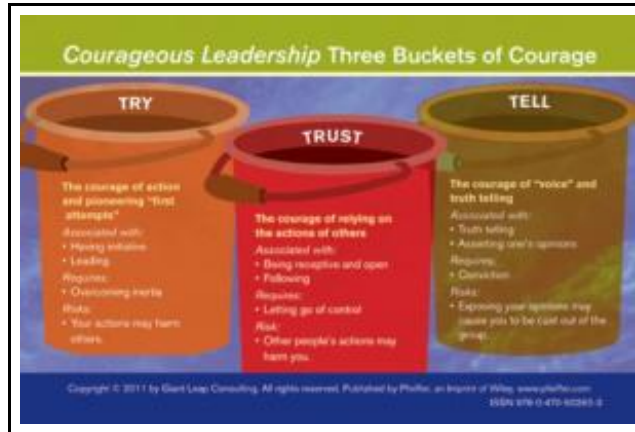 Courageous Leadership Three Buckets of Courage
TRY
The courage of action
and pioneering "first
attempts"
Associated with:
• Having initiative
• Leading
Requires:
• Overcoming inertia
Risks:
• Your actions may harm
others.
TRUST
The courage of relying on
the actions of others
Associated with:
• Being receptive and open
• Following
Requires:
• Letting go of control
Risk:
• Other people's actions may
harm you.
TELL
The courage of "voice" and
truth telling
Associated with:
• Truth telling
• Asserting one's opinions
Requires:
• Conviction
Risks:
• Exposing your opinions may
cause you to be cast out of the
group.
Copyright © 2011 by Giant Leap Consulting. All rights reserved. Published by Pfeiffer, an Imprint of Wiley. www.pfeiffer.com